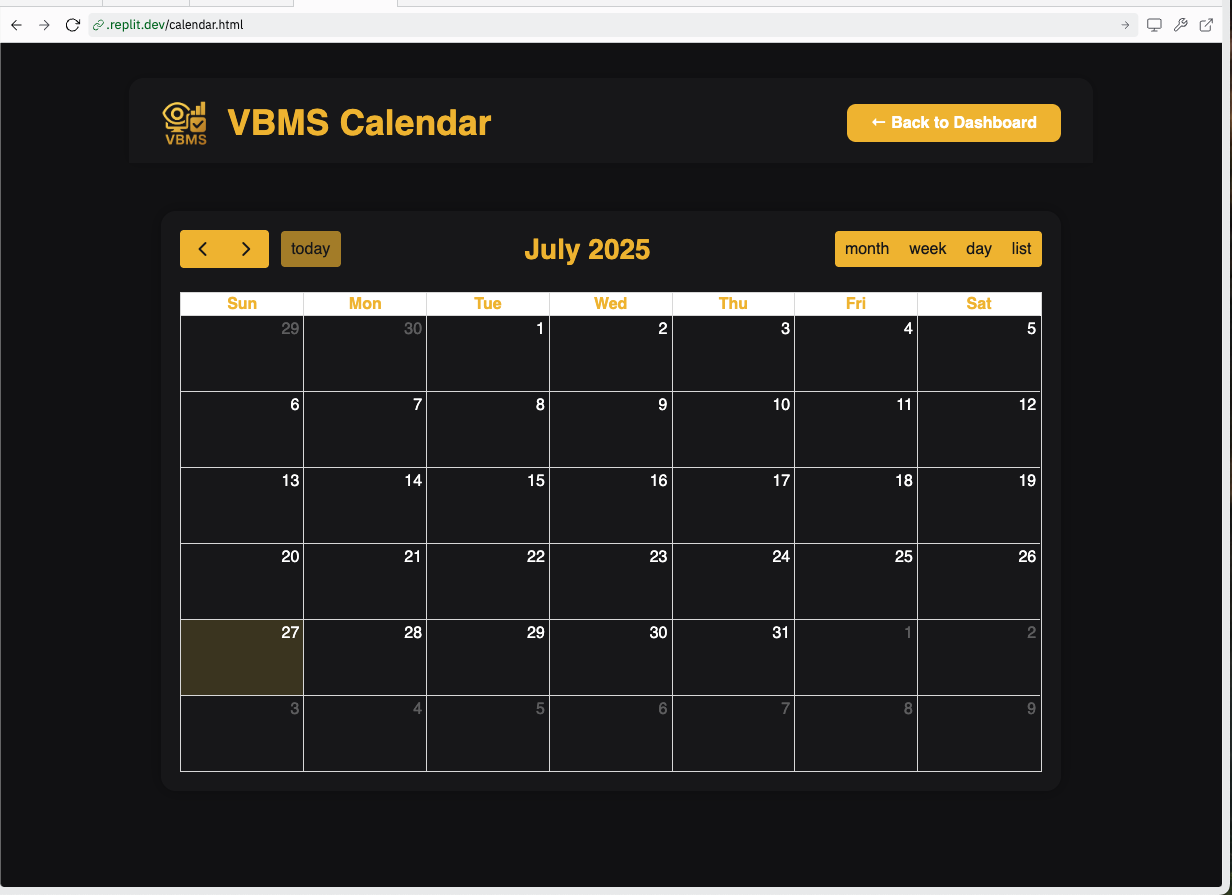 .replit.dev/calendar.html
VBMS
VBMS Calendar
← Back to Dashboard
today
July 2025
month week day list
Sun Mon Tue Wed Thu Fri Sat
29 30 1 2 3 4 5
6 7 8 9 10 11 12
13 14 15 16 17 18 19
20 21 22 23 24 25 26
27 28 29 30 31 1 2
3 4 5 6 7 8 9